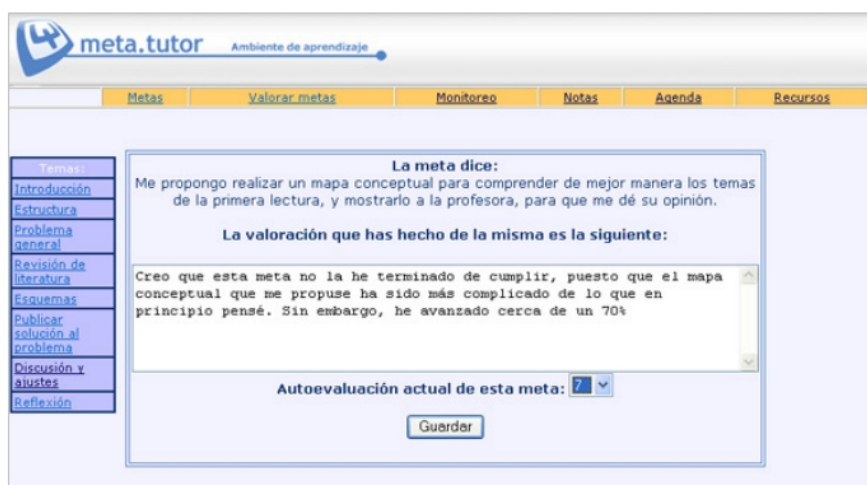 meta.tutor Ambiente de aprendizaje
Metas Valorar metas Monitoreo Notas Agenda Recursos
Temas:
Introducción
Estructura
Problema
general
Revisión de
literatura
Esquemas
Publicar
solución al
problema
Discusión y
ajustes
Reflexión
La meta dice:
Me propongo realizar un mapa conceptual para comprender de mejor manera los temas
de la primera lectura, y mostrarlo a la profesora, para que me dé su opinión.
La valoración que has hecho de la misma es la siguiente:
Creo que esta meta no la he terminado de cumplir, puesto que el mapa
conceptual que me propuse ha sido más complicado de lo que en
principio pensé. Sin embargo, he avanzado cerca de un 70%
Autoevaluación actual de esta meta: 7
Guardar